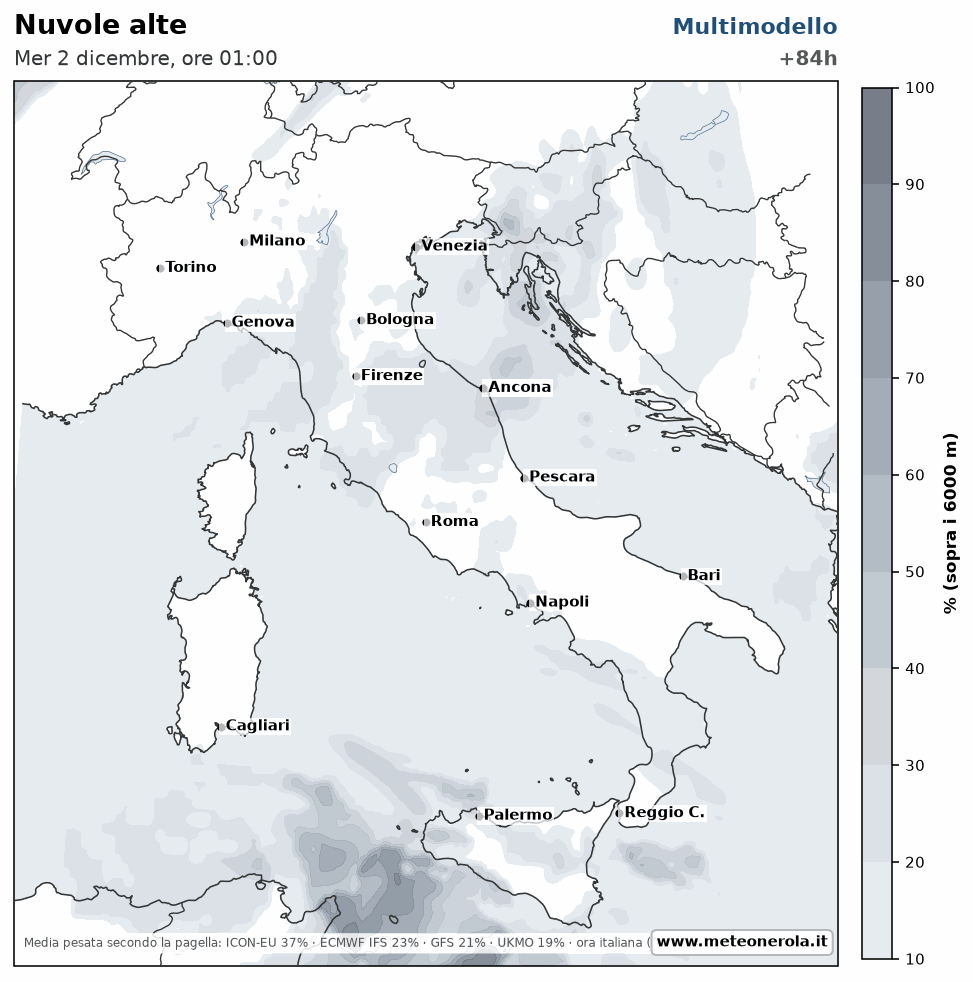 Nuvole alte
Multimodello
Mer 2 dicembre, ore 01:00
+84h
Milano
Venezia
Torino
Genova
Bologna
Firenze
Ancona
Pescara
Roma
Bari
Napoli
Cagliari
Palermo
Reggio C.
Media pesata secondo la pagella: ICON-EU 37% · ECMWF IFS 23% · GFS 21% · UKMO 19% · ora italiana (
www.meteonerola.it
100
90
80
70
60
50
40
30
20
10
% (sopra i 6000 m)